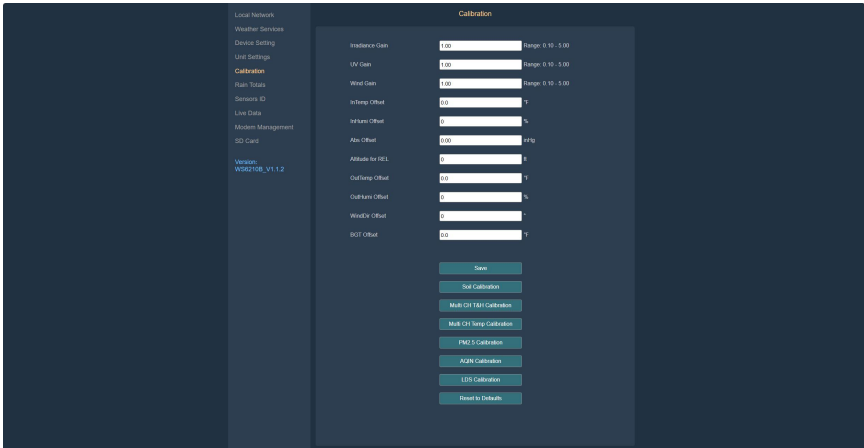 Local Network
Weather Services
Device Setting
Unit Settings
Calibration
Rain Totals
Sensors ID
Live Data
Modem Management
SD Card
Version:
WS6210B_V1.1.2
Calibration
Irradiance Gain 1.00 Range: 0.10 - 5.00
UV Gain 1.00 Range: 0.10 - 5.00
Wind Gain 1.00 Range: 0.10 - 5.00
InTemp Offset 0.0 °F
InHumi Offset 0 %
Abs Offset 0.00 inHg
Altitude for REL 0 ft
OutTemp Offset 0.0 °F
OutHumi Offset 0 %
WindDir Offset 0 °
BGT Offset 0.0 °F
Save
Soil Calibration
Multi CH T&H Calibration
Multi CH Temp Calibration
PM2.5 Calibration
AQIN Calibration
LDS Calibration
Reset to Defaults